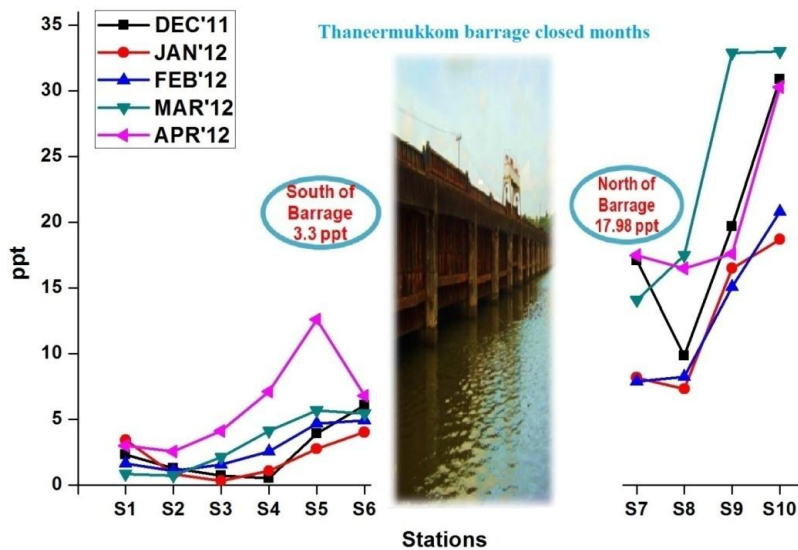 Thaneermukkom barrage closed months
DEC'11
JAN'12
FEB'12
MAR'12
APR'12
South of
Barrage
3.3 ppt
North of
Barrage
17.98 ppt
ppt
35
30
25
20
15
10
5
0
S1 S2 S3 S4 S5 S6 S7 S8 S9 S10
Stations